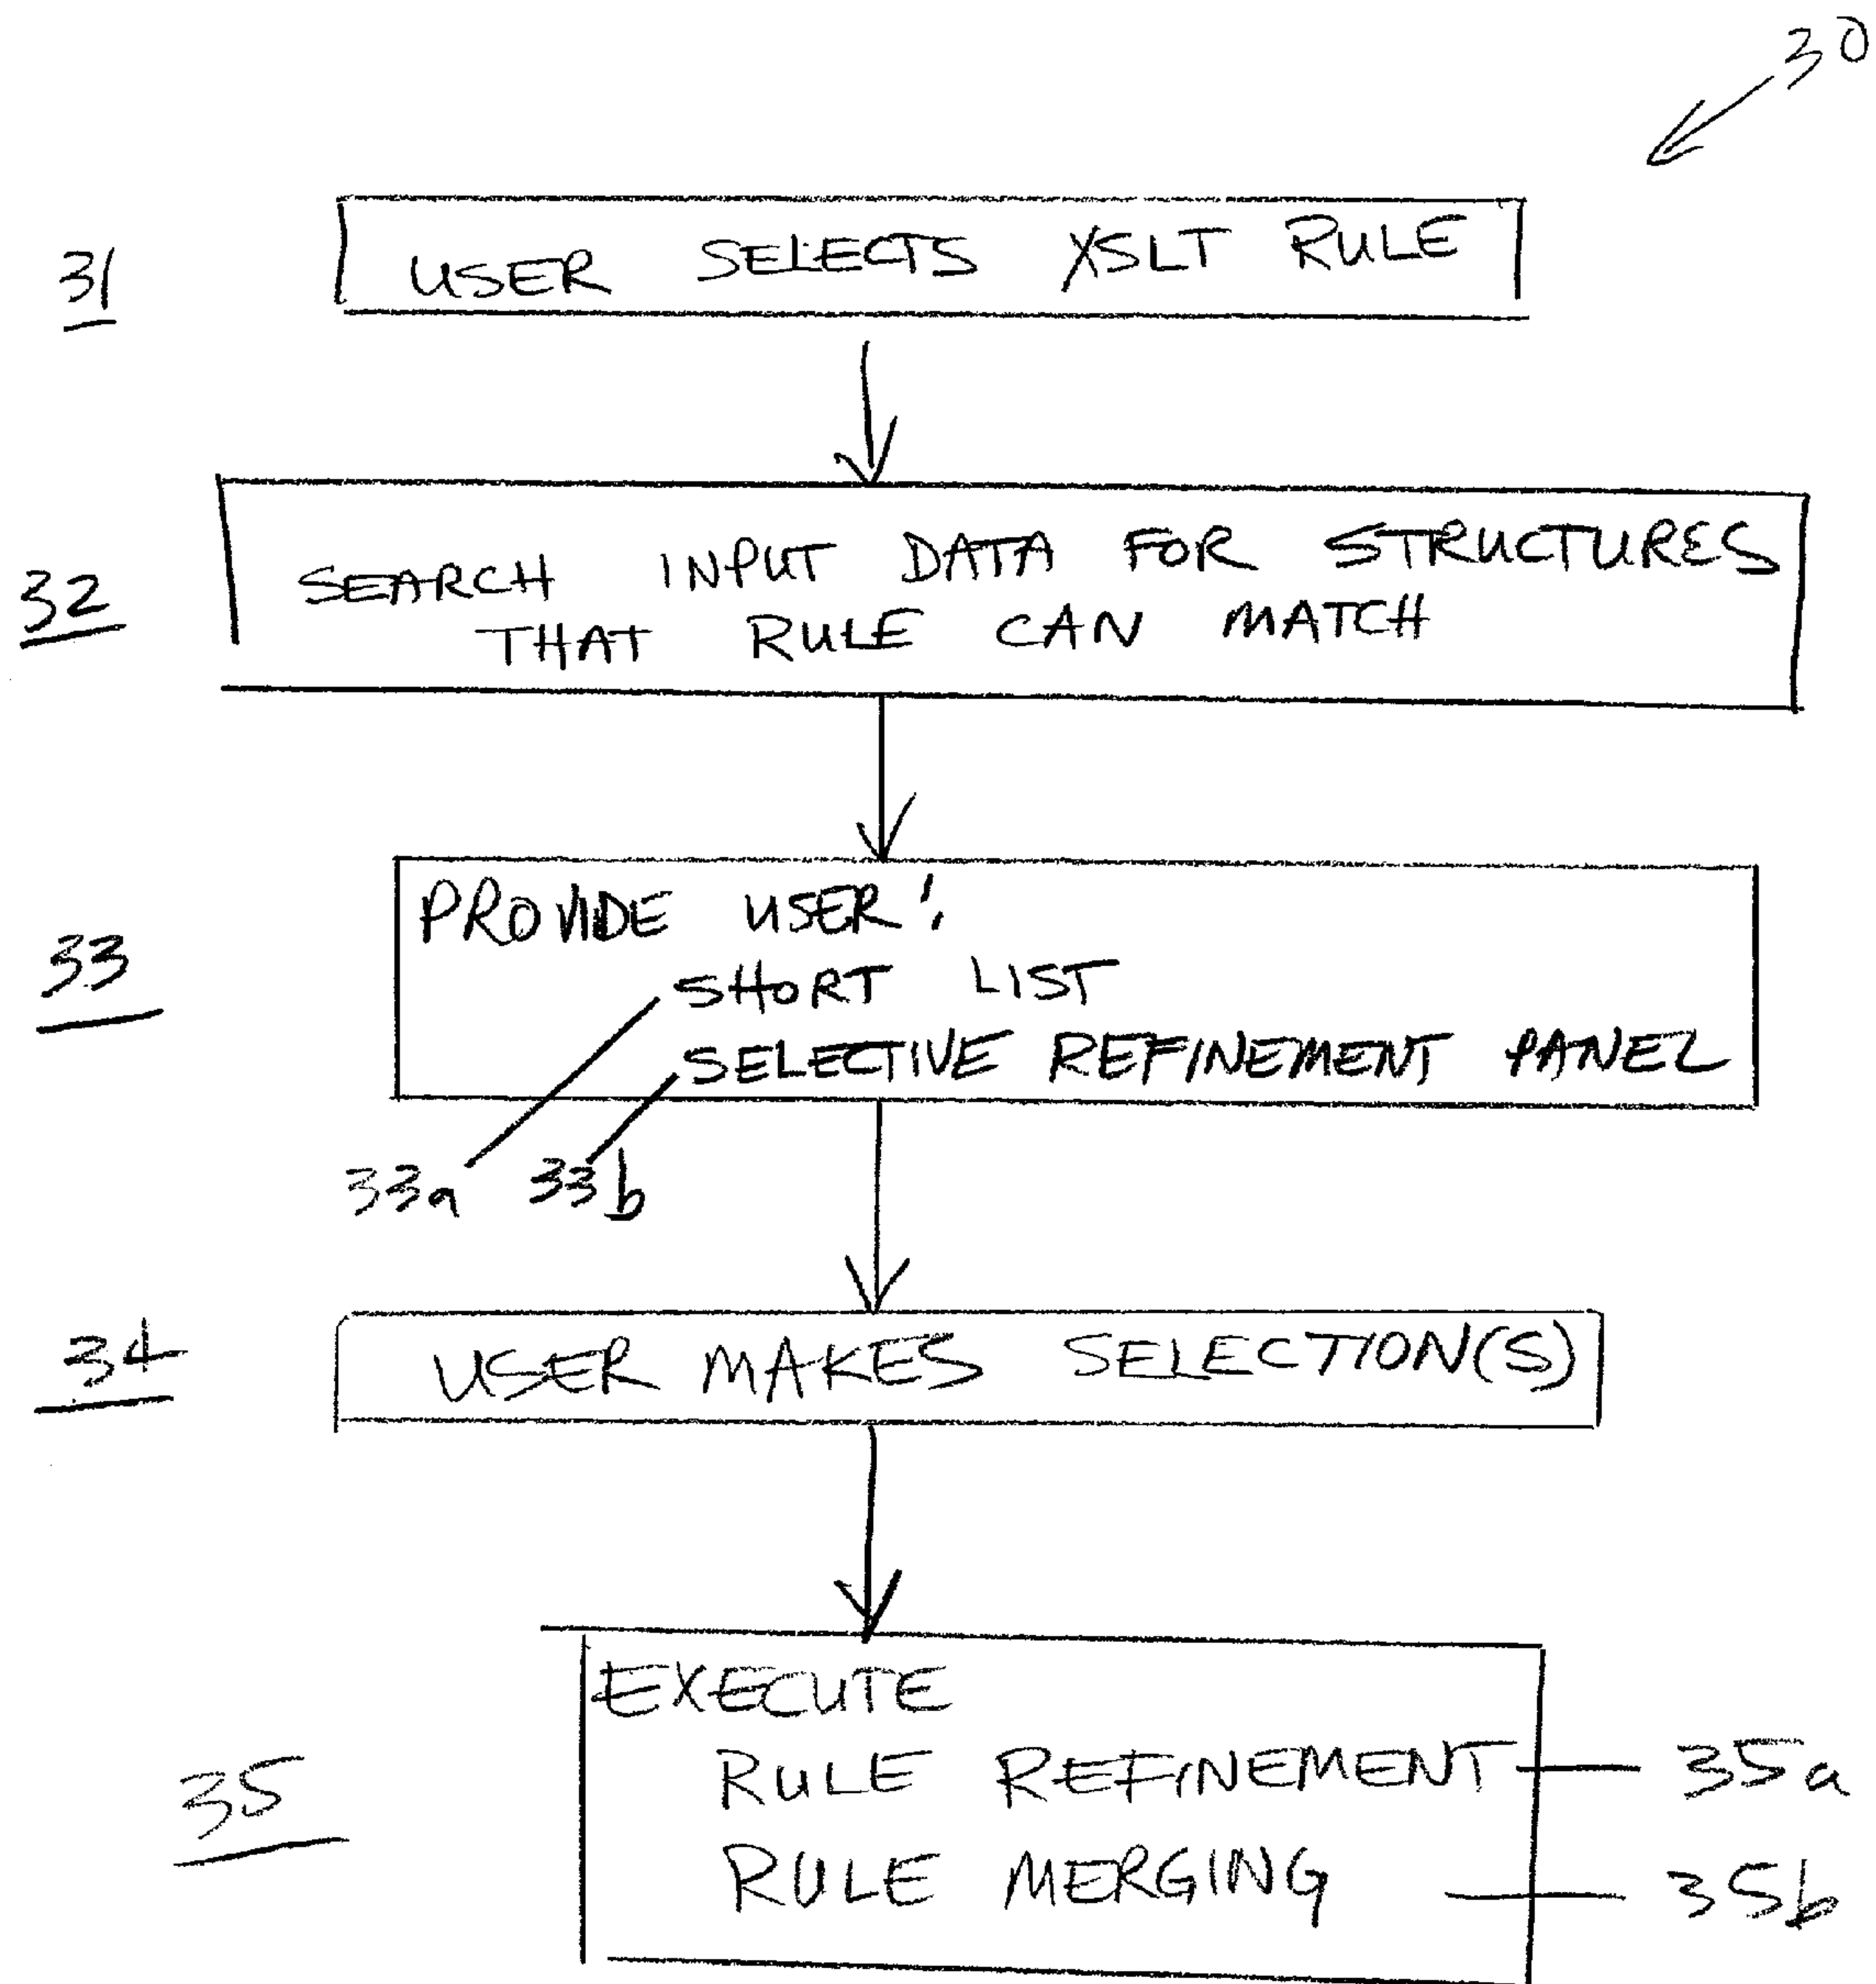 30
31
USER SELECTS XSLT RULE
32
SEARCH INPUT DATA FOR STRUCTURES
THAT RULE CAN MATCH
33
PROVIDE USER:
SHORT LIST
SELECTIVE REFINEMENT PANEL
33a 33b
34
USER MAKES SELECTION(S)
35
EXECUTE
RULE REFINEMENT 35a
RULE MERGING 35b